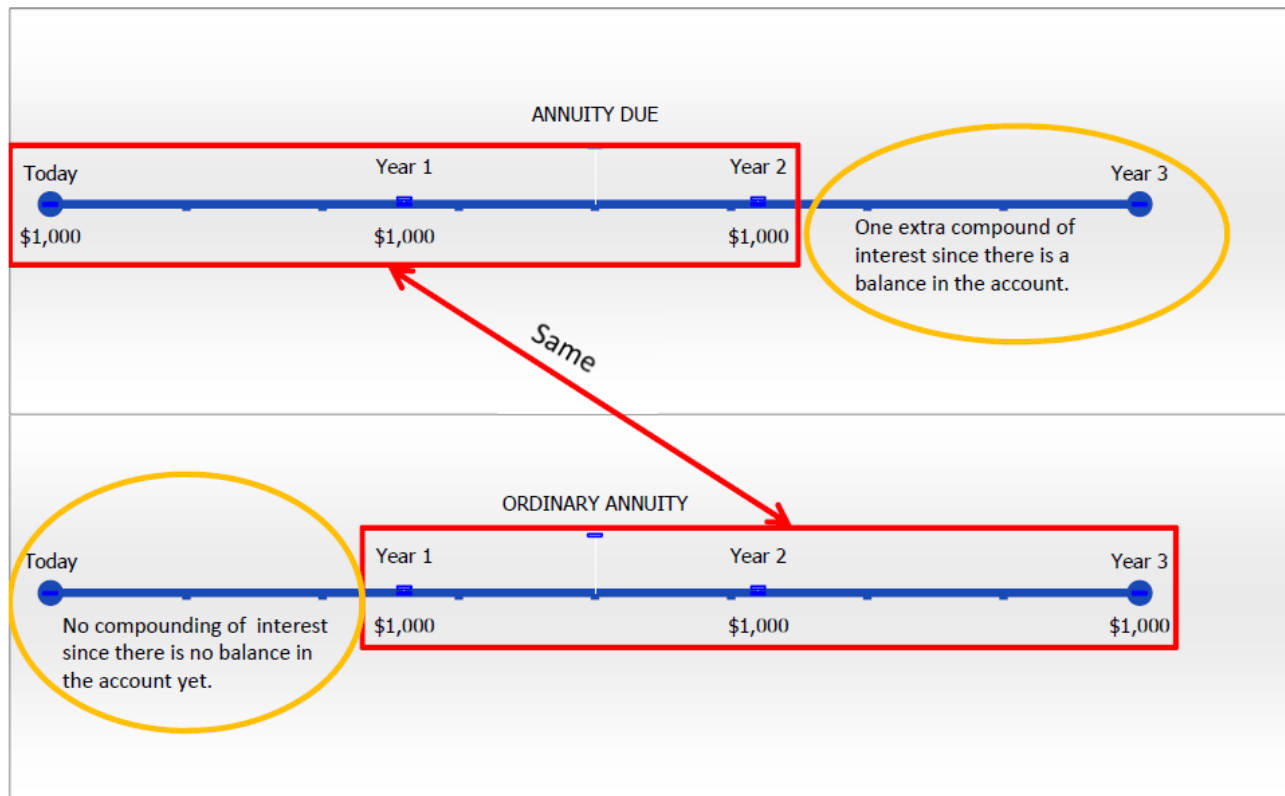 ANNUITY DUE
Today
Year 1
Year 2
Year 3
$1,000
$1,000
$1,000
One extra compound of
interest since there is a
balance in the account.
Same
ORDINARY ANNUITY
Today
Year 1
Year 2
Year 3
No compounding of interest
since there is no balance in
the account yet.
$1,000
$1,000
$1,000